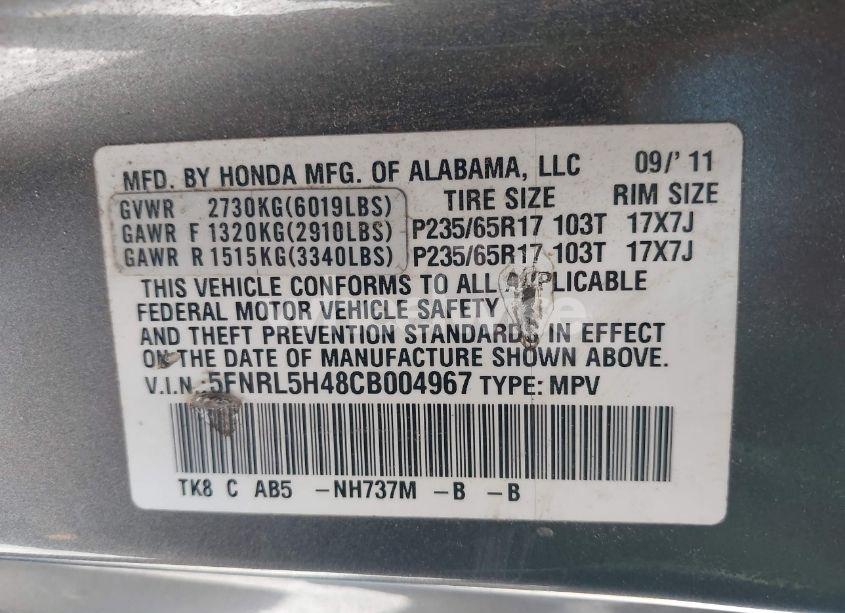 MFD. BY HONDA MFG. OF ALABAMA, LLC 09/'11
TIRE SIZE RIM SIZE
GVWR 2730KG(6019LBS)
GAWR F 1320KG(2910LBS) P235/65R17 103T 17X7J
GAWR R 1515KG(3340LBS) P235/65R17 103T 17X7J
THIS VEHICLE CONFORMS TO ALL APPLICABLE
FEDERAL MOTOR VEHICLE SAFETY
AND THEFT PREVENTION STANDARDS IN EFFECT
ON THE DATE OF MANUFACTURE SHOWN ABOVE.
V.I.N.: 5FNRL5H48CB004967 TYPE: MPV
TK8 C AB5 -NH737M -B -B